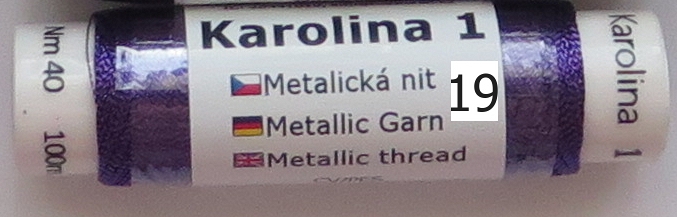 Karolina 1
Metalická nit
19
Metallic Garn
Metallic thread
Nm 40
100m
Karolina 1